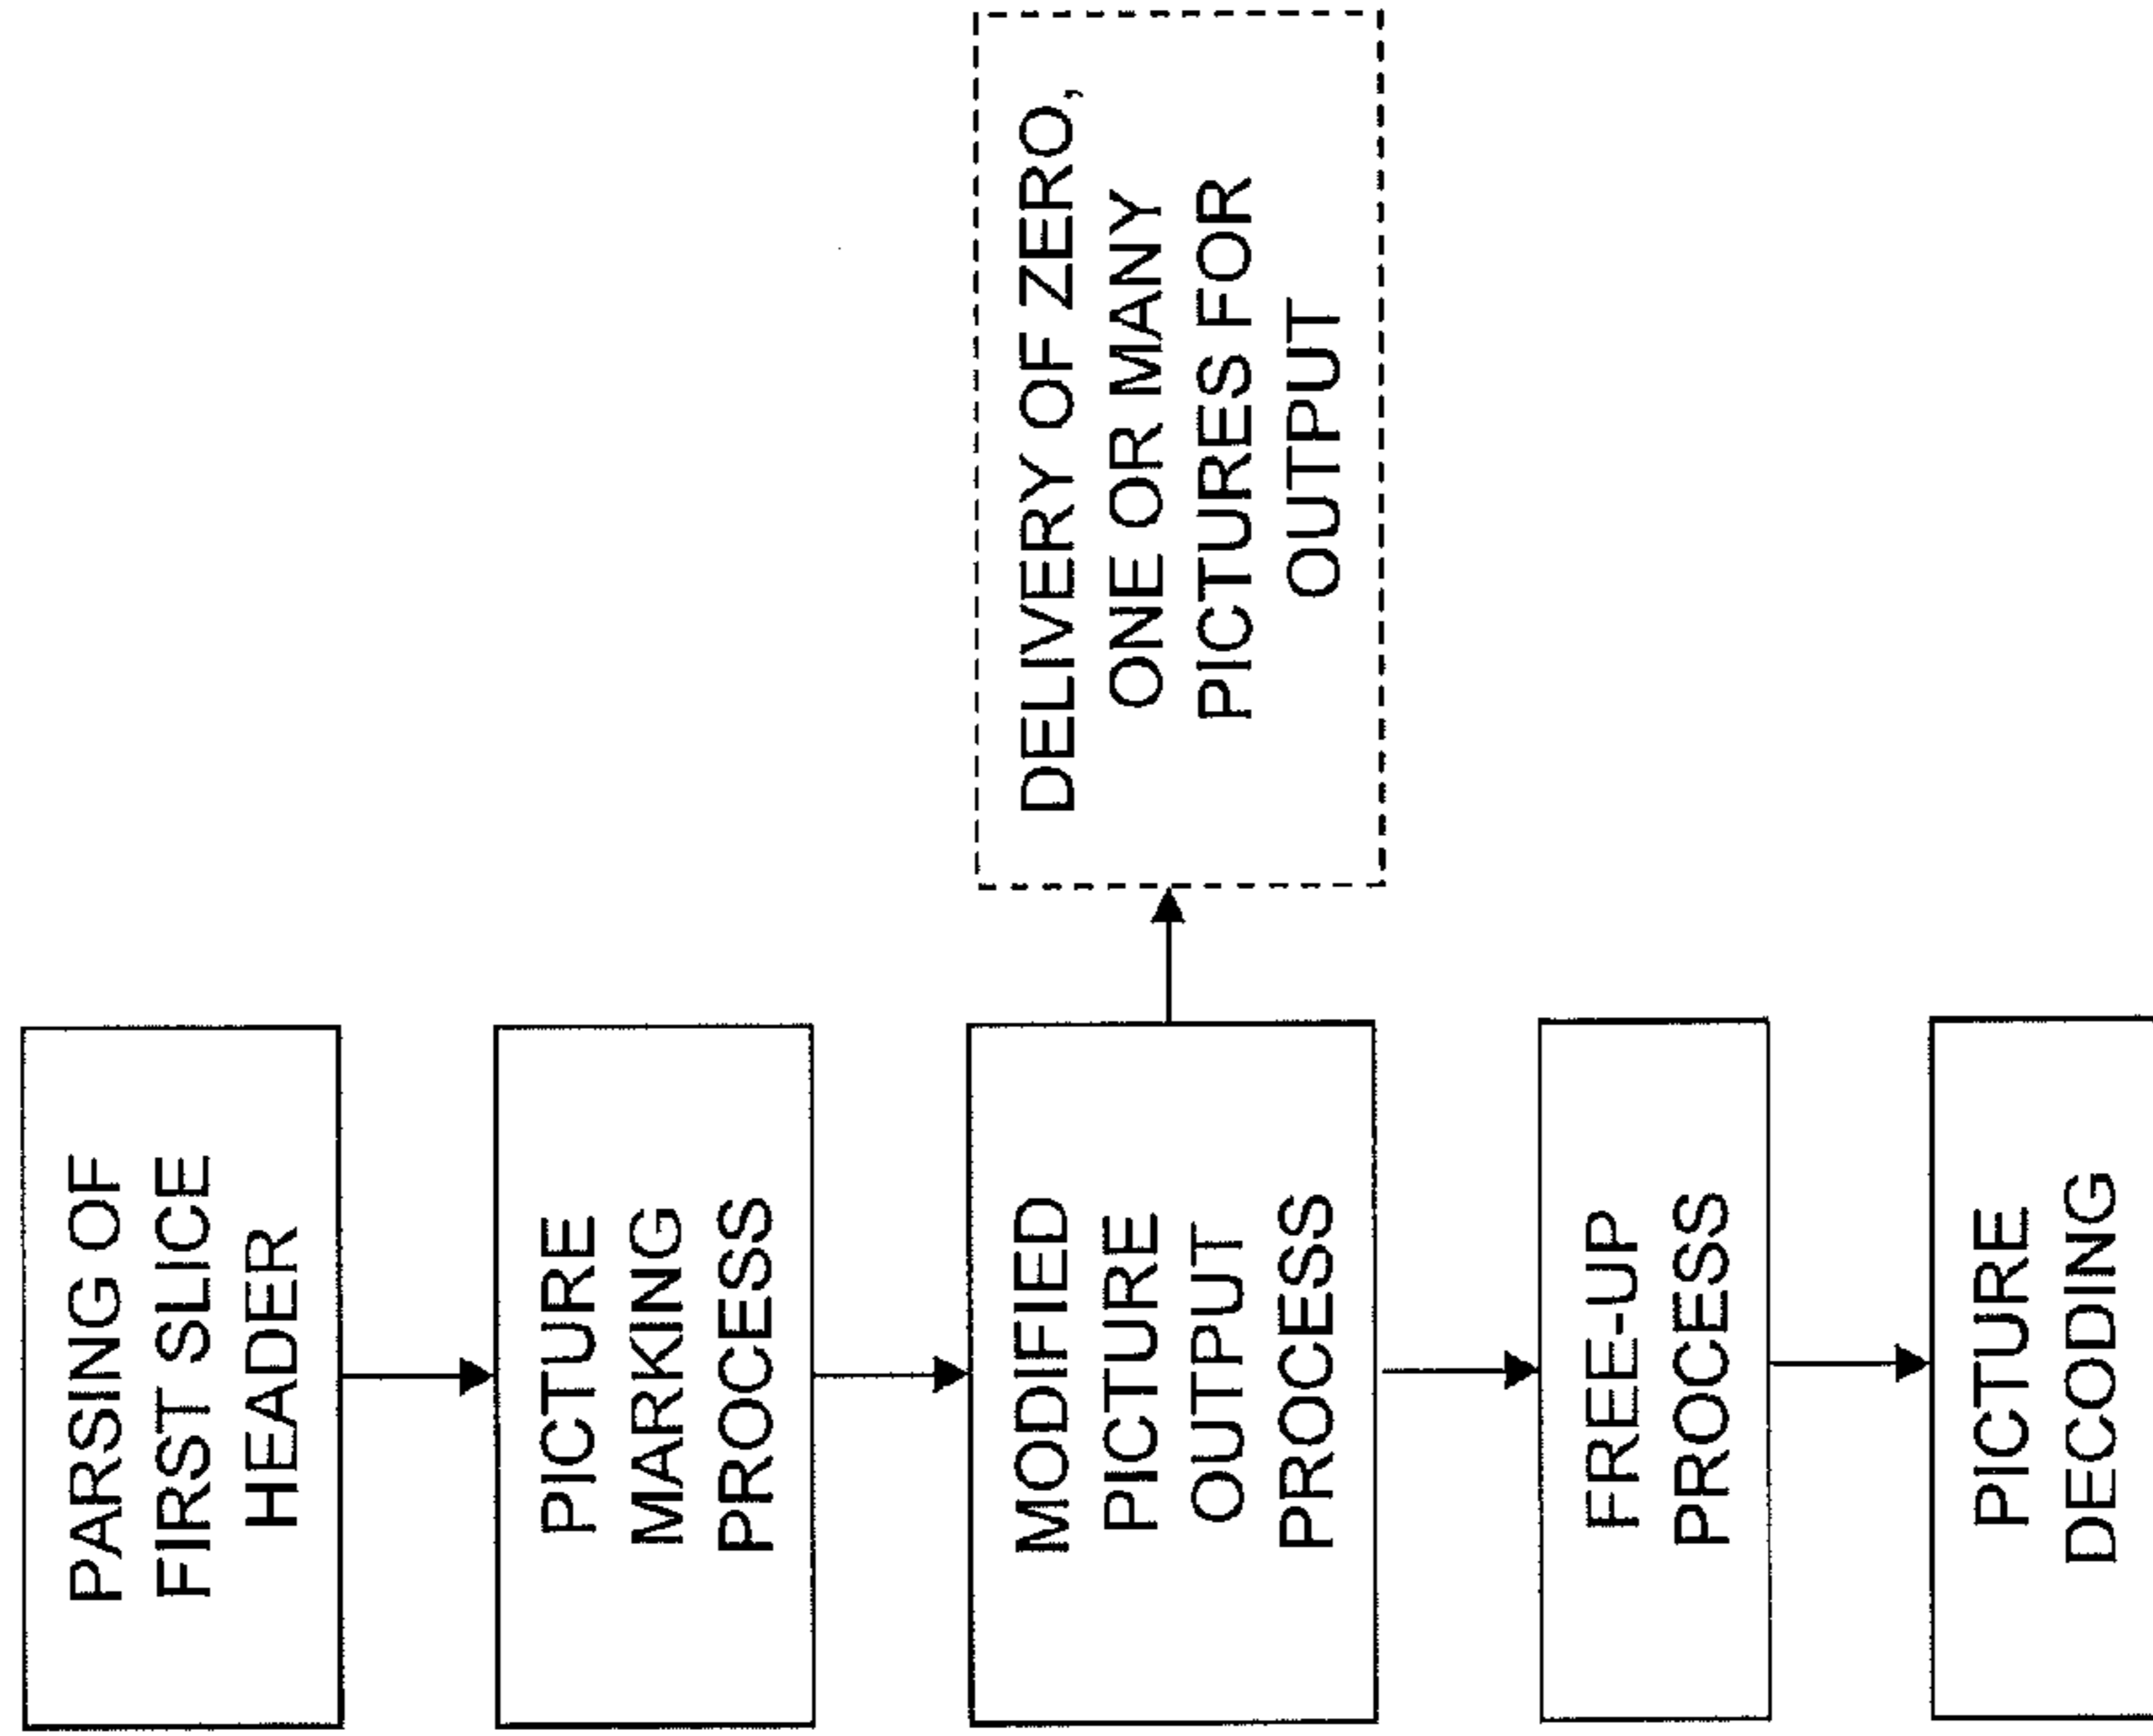 PARSING OF
FIRST SLICE
HEADER
PICTURE
MARKING
PROCESS
MODIFIED
PICTURE
OUTPUT
PROCESS
DELIVERY OF ZERO,
ONE OR MANY
PICTURES FOR
OUTPUT
FREE-UP
PROCESS
PICTURE
DECODING